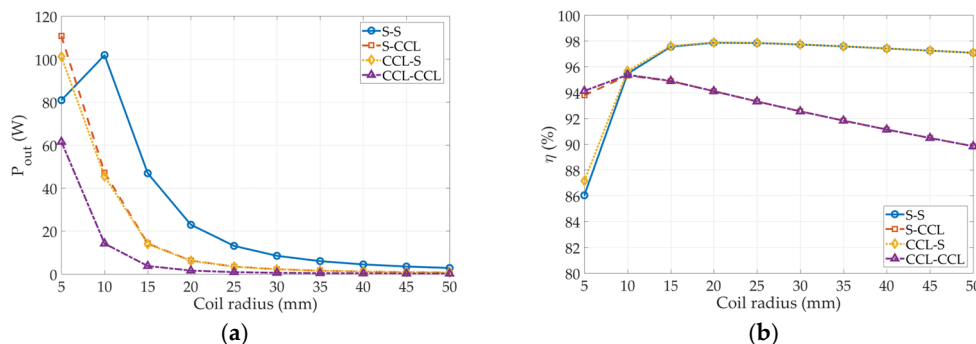 120
100
80
60
40
20
0
P_out (W)
S-S
S-CCL
CCL-S
CCL-CCL
5 10 15 20 25 30 35 40 45 50
Coil radius (mm)
(a)
100
98
96
94
92
90
88
86
84
82
80
η (%)
S-S
S-CCL
CCL-S
CCL-CCL
5 10 15 20 25 30 35 40 45 50
Coil radius (mm)
(b)